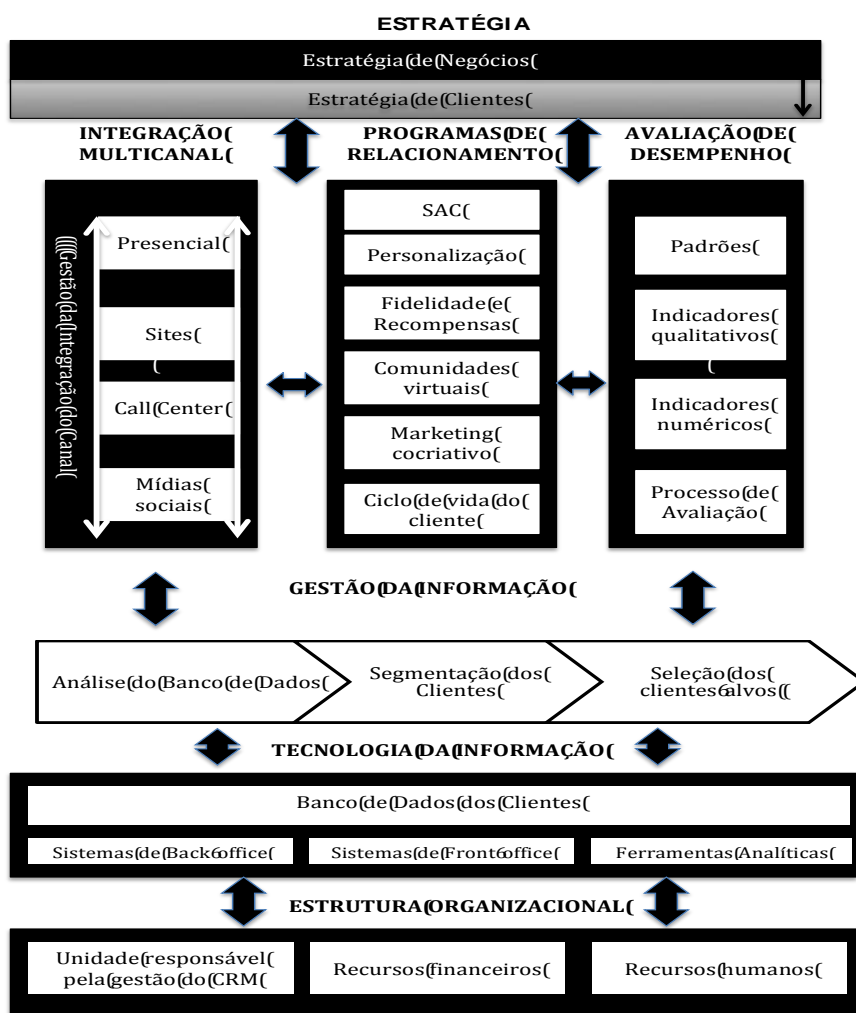 ESTRATÉGIA
Estratégia(de(Negócios(
Estratégia(de(Clientes(
INTEGRAÇÃO(
MULTICANAL(
PROGRAMAS(DE(
RELACIONAMENTO(
AVALIAÇÃO(DE(
DESEMPENHO(
(((((Gestão(da(Integração(do(Canal(
Presencial(
Sites(
(
Call(Center(
Mídias(
sociais(
SAC(
Personalização(
Fidelidade(e(
Recompensas(
Comunidades(
virtuais(
Marketing(
cocriativo(
Ciclo(de(vida(do(
cliente(
Padrões(
Indicadores(
qualitativos(
(
Indicadores(
numéricos(
Processo(de(
Avaliação(
GESTÃO(DA(INFORMAÇÃO(
Análise(do(Banco(de(Dados(
Segmentação(dos(
Clientes(
Seleção(dos(
clientes6alvos((
TECNOLOGIA(DA(INFORMAÇÃO(
Banco(de(Dados(dos(Clientes(
Sistemas(de(Back6office(
Sistemas(de(Front6office(
Ferramentas(Analíticas(
ESTRUTURA(ORGANIZACIONAL(
Unidade(responsável(
pela(gestão(do(CRM(
Recursos(financeiros(
Recursos(humanos(